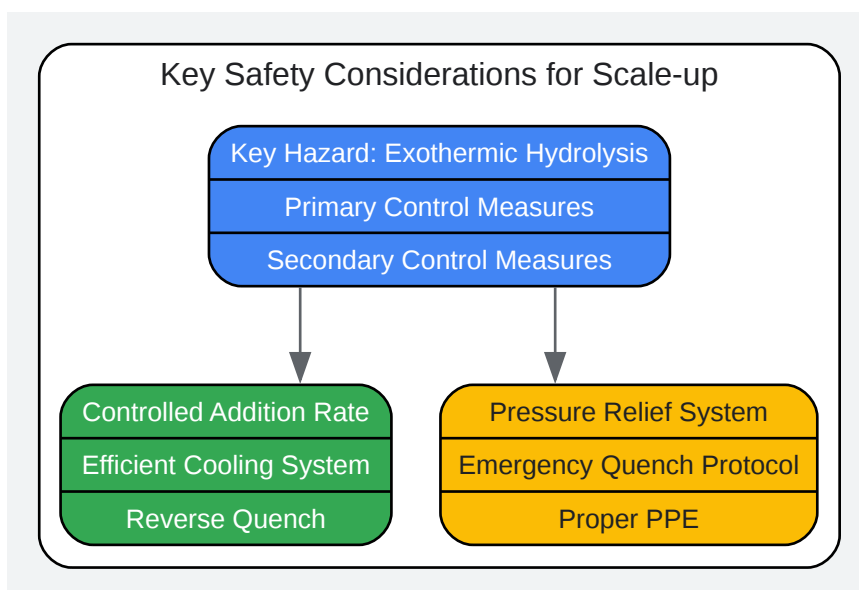 Key Safety Considerations for Scale-up
Key Hazard: Exothermic Hydrolysis
Primary Control Measures
Secondary Control Measures
Controlled Addition Rate
Efficient Cooling System
Reverse Quench
Pressure Relief System
Emergency Quench Protocol
Proper PPE